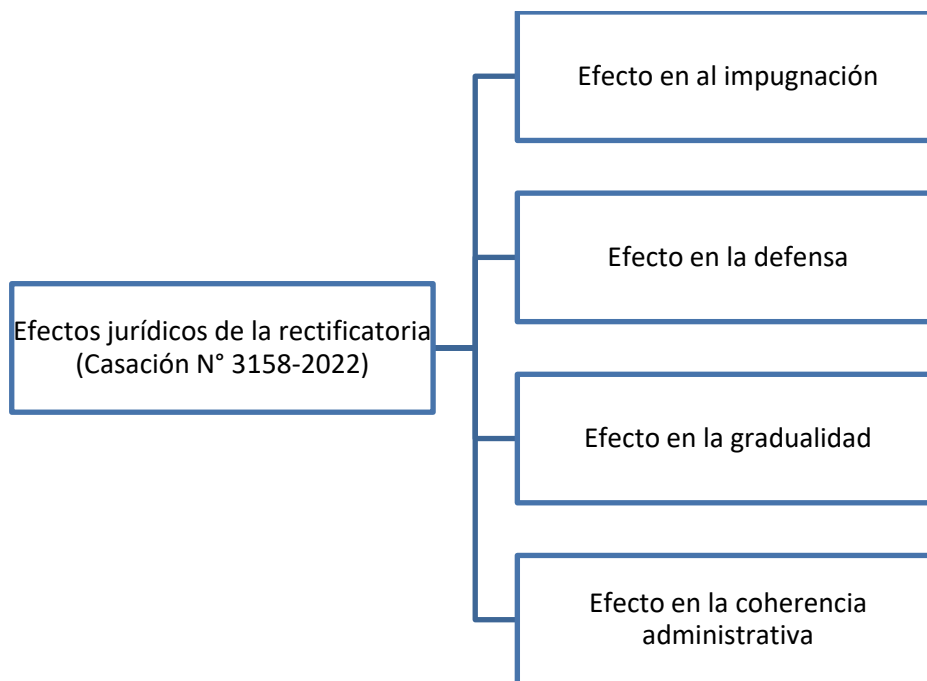 Efecto en al impugnación
Efecto en la defensa
Efectos jurídicos de la rectificatoria
(Casación N° 3158-2022)
Efecto en la gradualidad
Efecto en la coherencia
administrativa